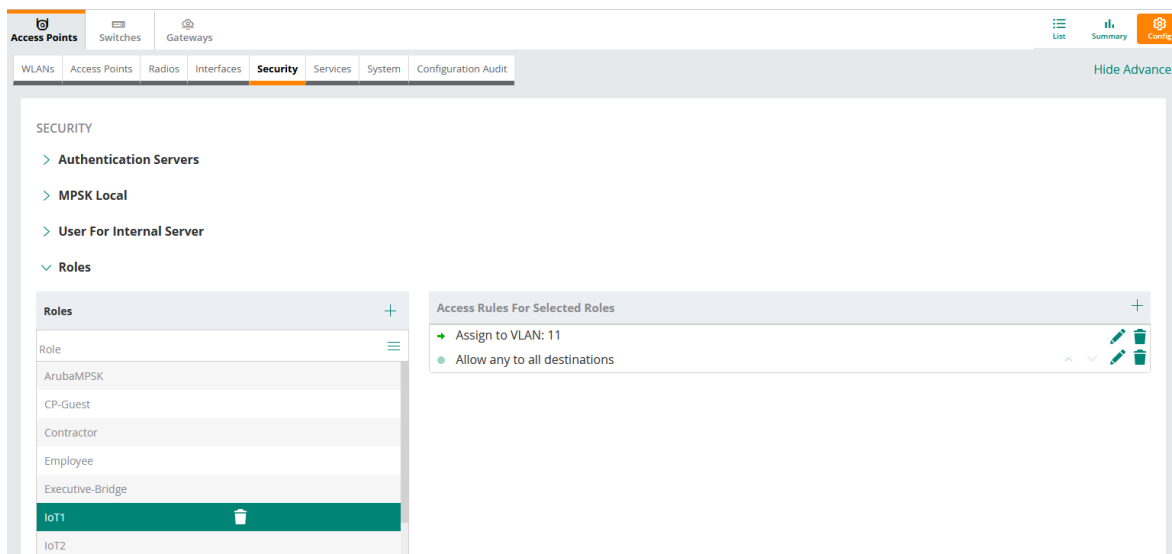 Access Points
Switches
Gateways
List
Summary
Config
WLANs
Access Points
Radios
Interfaces
Security
Services
System
Configuration Audit
Hide Advance
SECURITY
Authentication Servers
MPSK Local
User For Internal Server
Roles
Roles
Access Rules For Selected Roles
Role
Assign to VLAN: 11
Allow any to all destinations
ArubaMPSK
CP-Guest
Contractor
Employee
Executive-Bridge
IoT1
IoT2